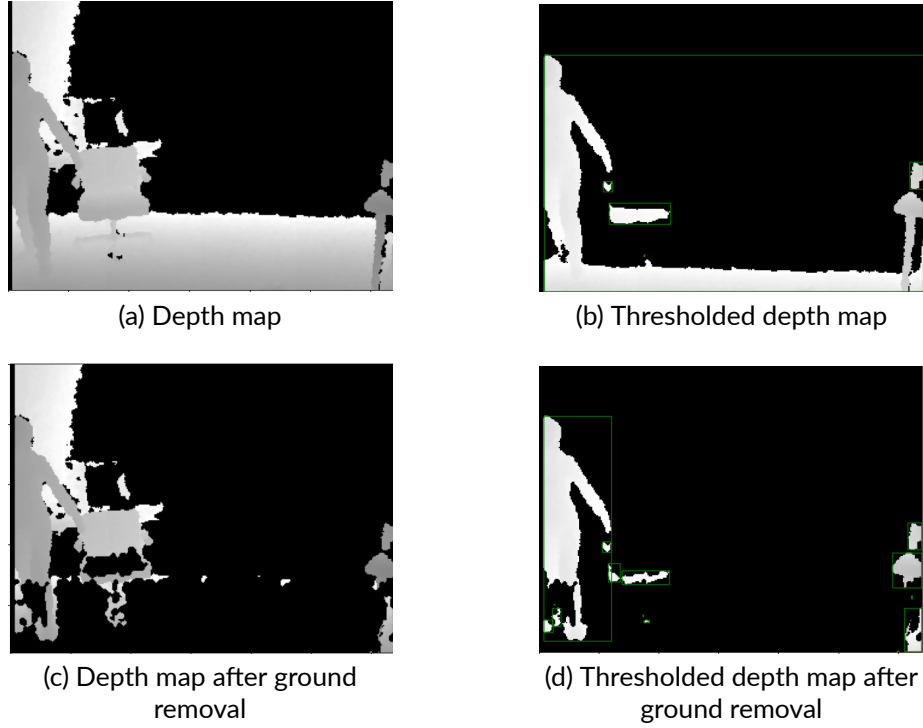 (a) Depth map
(b) Thresholded depth map
(c) Depth map after ground
removal
(d) Thresholded depth map after
ground removal